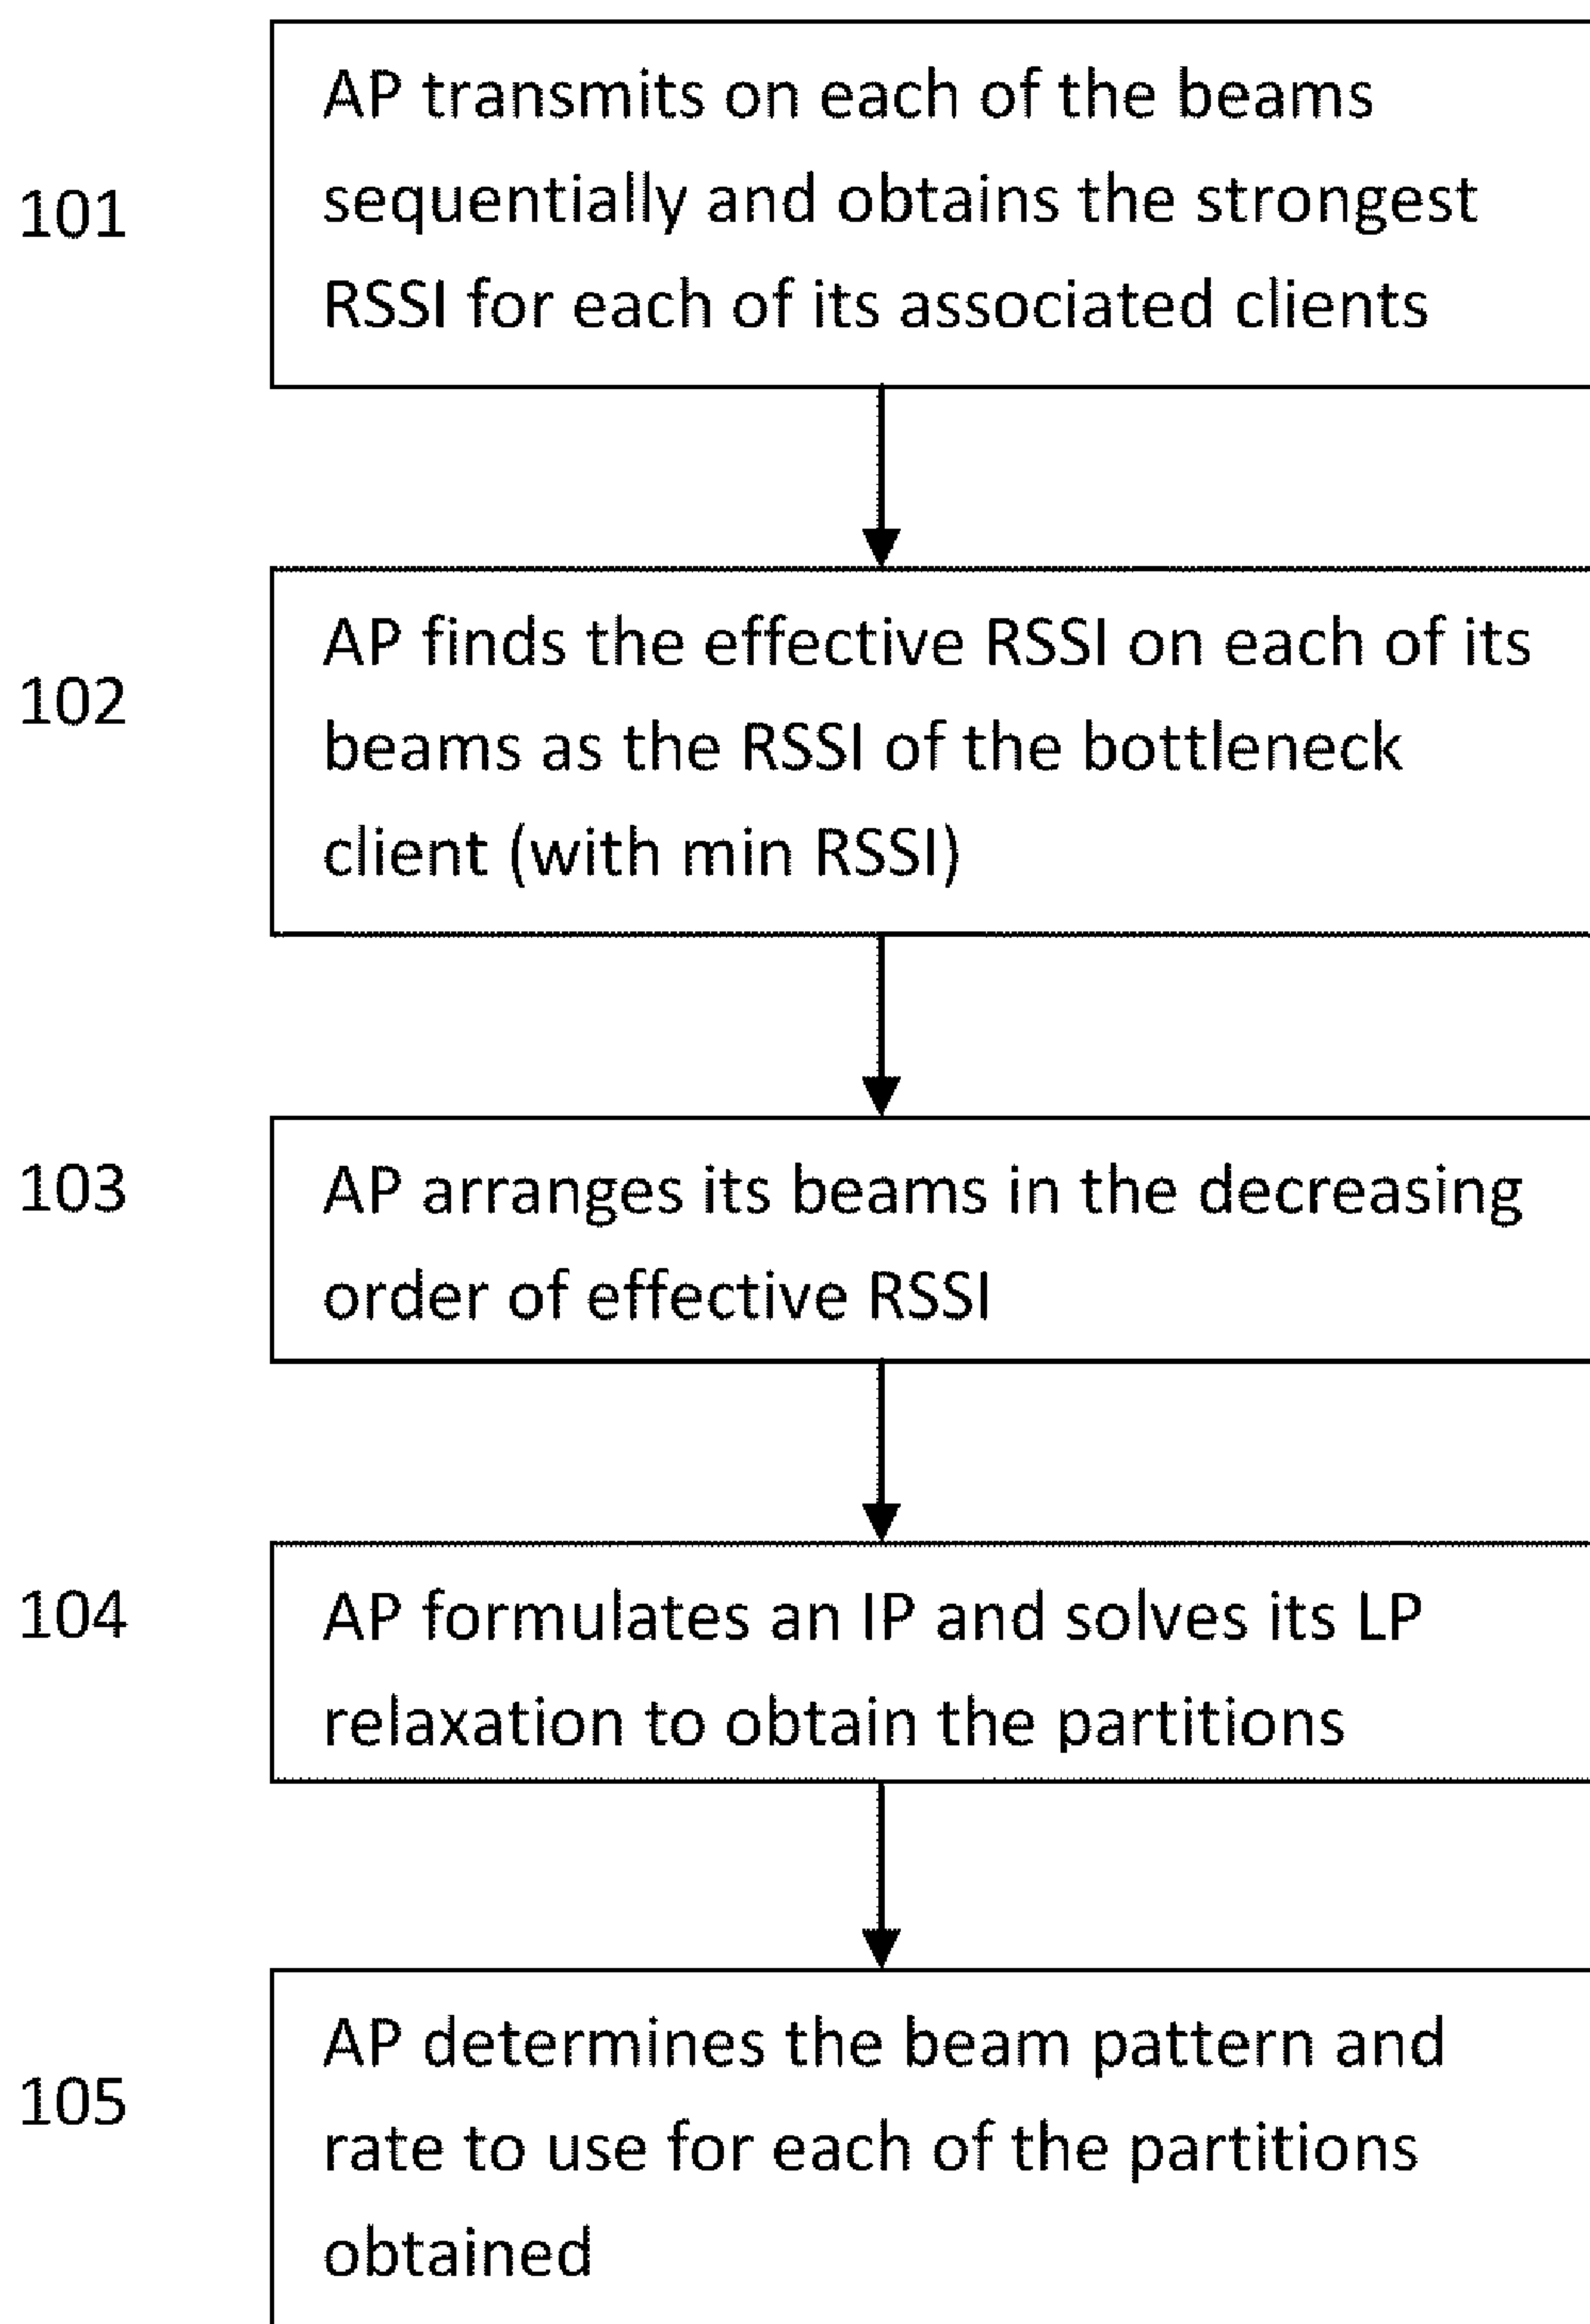 101
AP transmits on each of the beams
sequentially and obtains the strongest
RSSI for each of its associated clients
102
AP finds the effective RSSI on each of its
beams as the RSSI of the bottleneck
client (with min RSSI)
103
AP arranges its beams in the decreasing
order of effective RSSI
104
AP formulates an IP and solves its LP
relaxation to obtain the partitions
105
AP determines the beam pattern and
rate to use for each of the partitions
obtained